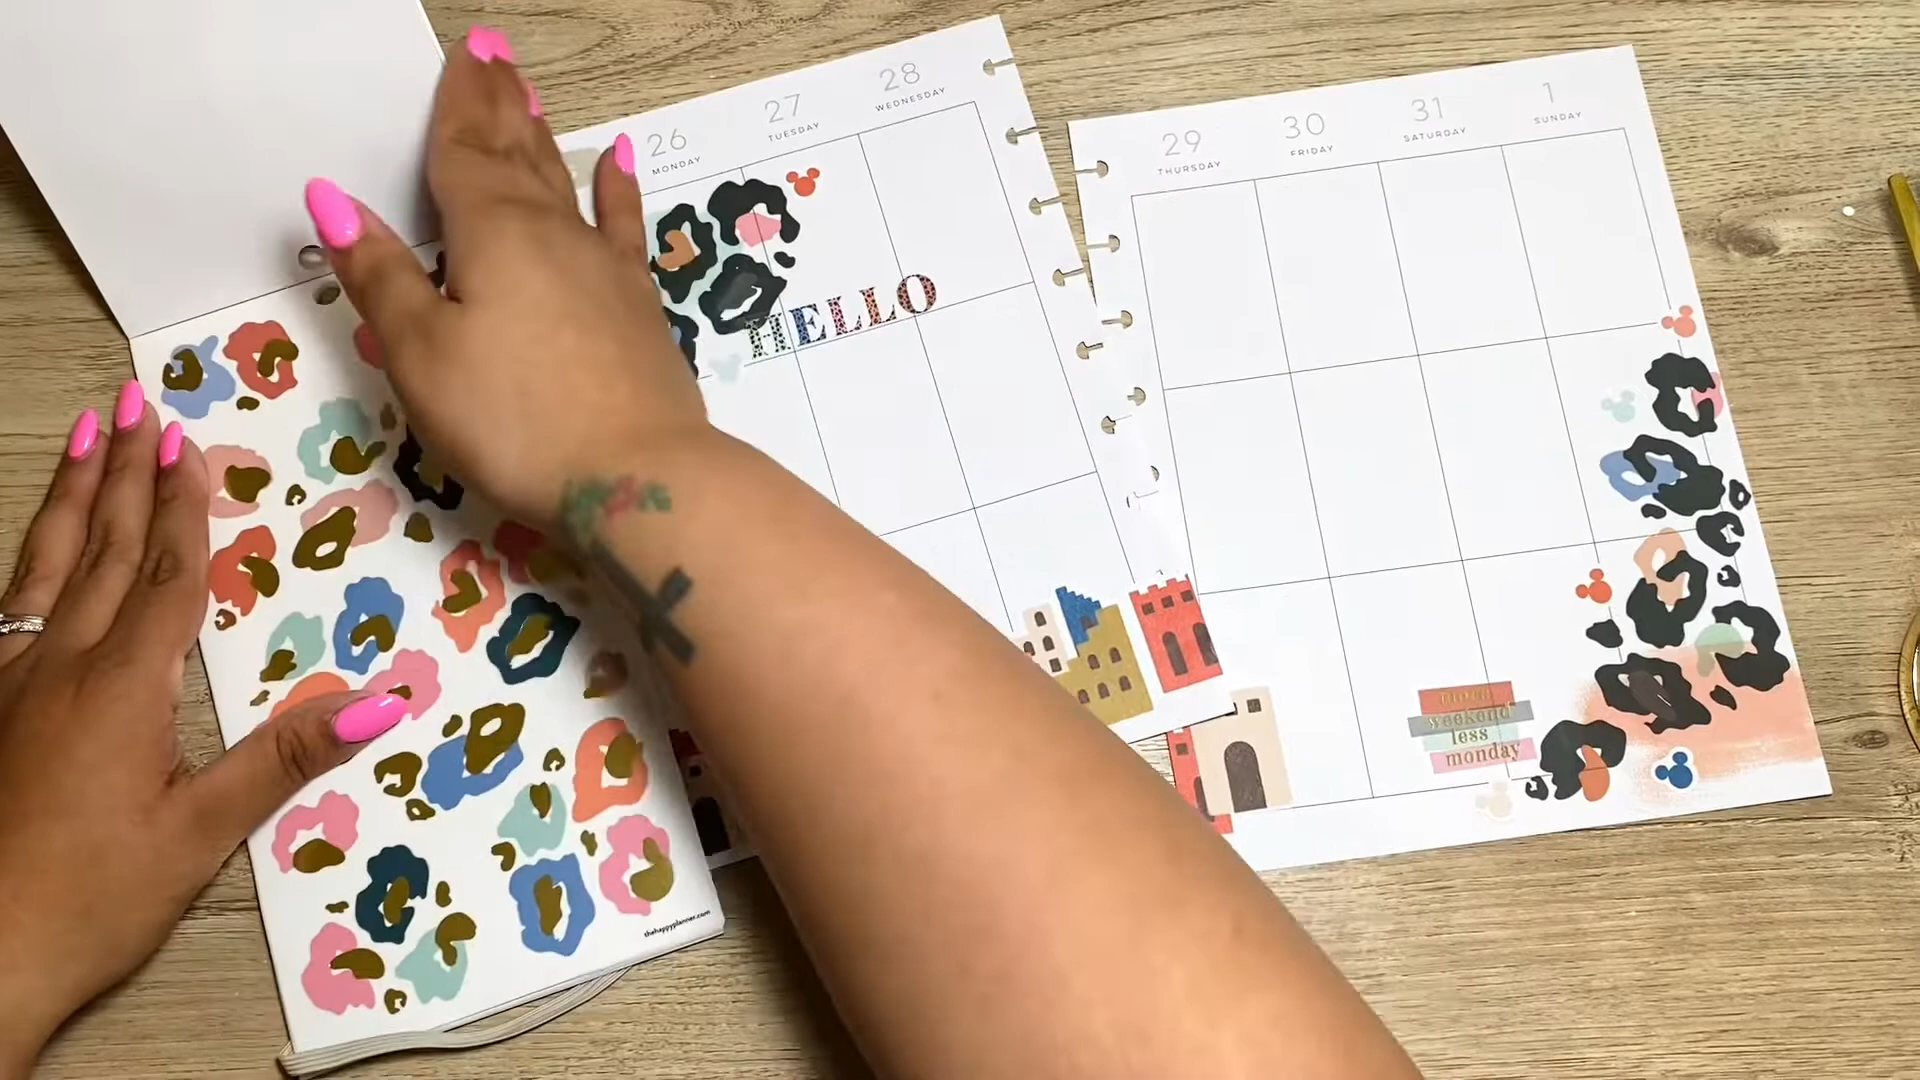 26
MONDAY
27
TUESDAY
28
WEDNESDAY
29
THURSDAY
30
FRIDAY
31
SATURDAY
1
SUNDAY
HELLO
more
weekend
less
monday
thehappyplanner.com